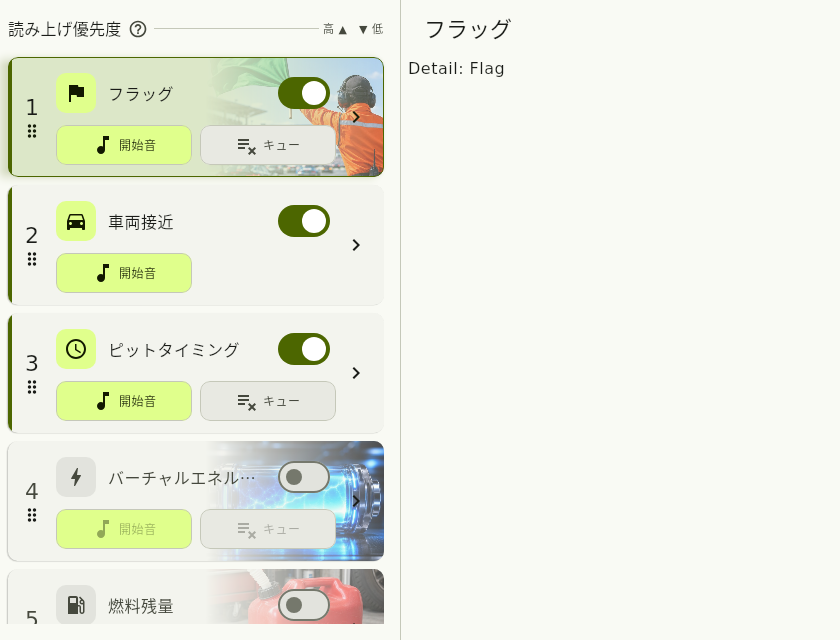 読み上げ優先度
高 ▲ ▼ 低
1
フラッグ
開始音
キュー
2
車両接近
開始音
3
ピットタイミング
開始音
キュー
4
バーチャルエネル…
開始音
キュー
5
燃料残量
フラッグ
Detail: Flag